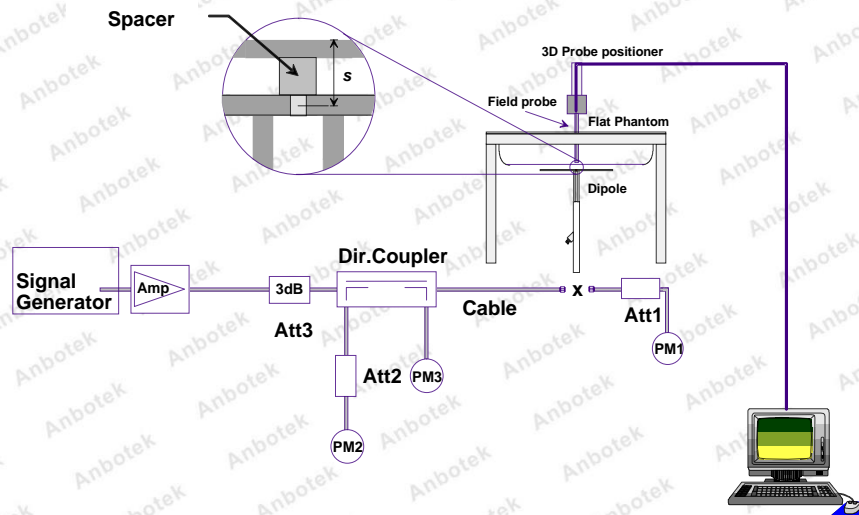 Spacer
s
3D Probe positioner
Field probe
Flat Phantom
Dipole
Signal
Generator
Amp
3dB
Att3
Dir.Coupler
Cable
x
Att1
PM1
Att2
PM3
PM2
Anbotek